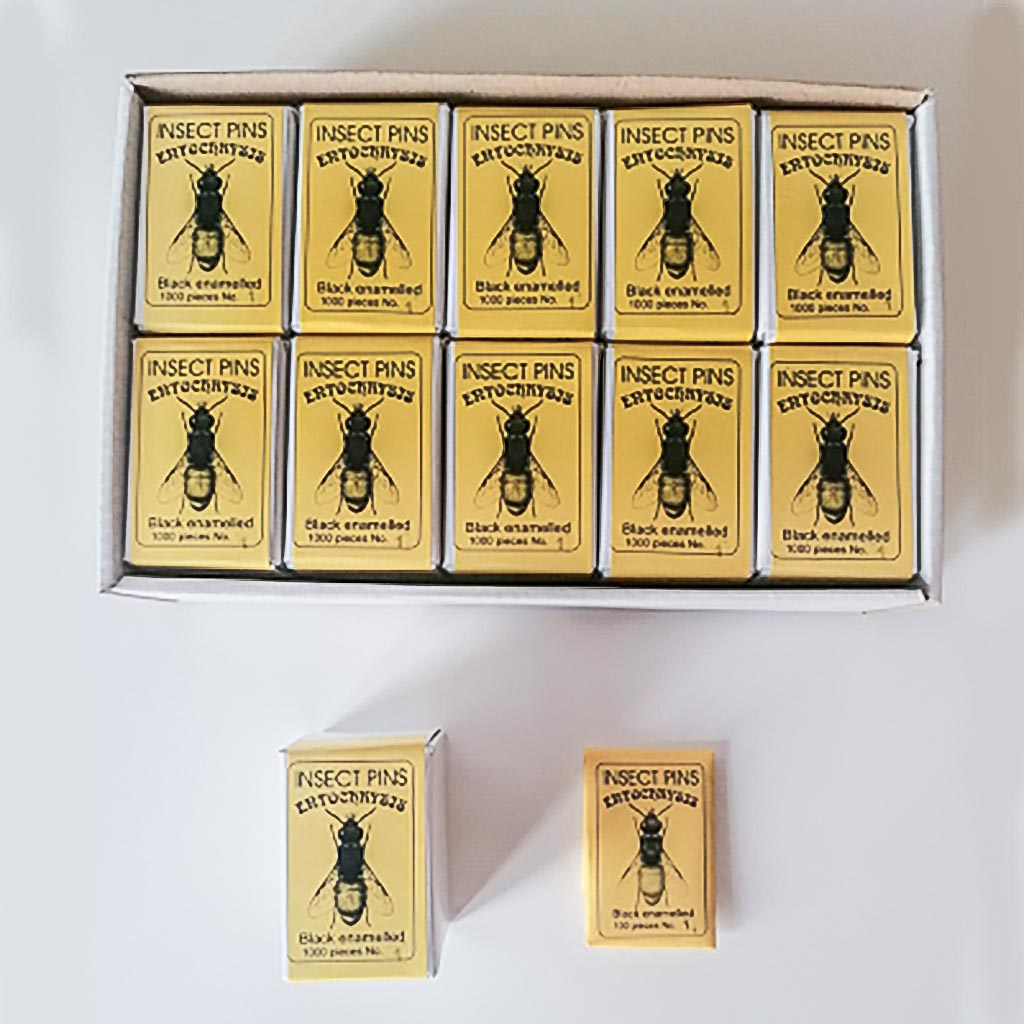 INSECT PINS
ENTOCHRYSIS
Black enamelled
1000 pieces No. 1
INSECT PINS
ENTOCHRYSIS
Black enamelled
1000 pieces No. 1
INSECT PINS
ENTOCHRYSIS
Black enamelled
1000 pieces No. 1
INSECT PINS
ENTOCHRYSIS
Black enamelled
1000 pieces No. 1
INSECT PINS
ENTOCHRYSIS
Black enamelled
1000 pieces No. 1
INSECT PINS
ENTOCHRYSIS
Black enamelled
1000 pieces No. 1
INSECT PINS
ENTOCHRYSIS
Black enamelled
1000 pieces No. 1
INSECT PINS
ENTOCHRYSIS
Black enamelled
1000 pieces No. 1
INSECT PINS
ENTOCHRYSIS
Black enamelled
1000 pieces No. 1
INSECT PINS
ENTOCHRYSIS
Black enamelled
1000 pieces No. 1
INSECT PINS
ENTOCHRYSIS
Black enamelled
1000 pieces No. 1
INSECT PINS
ENTOCHRYSIS
Black enamelled
100 pieces No. 1